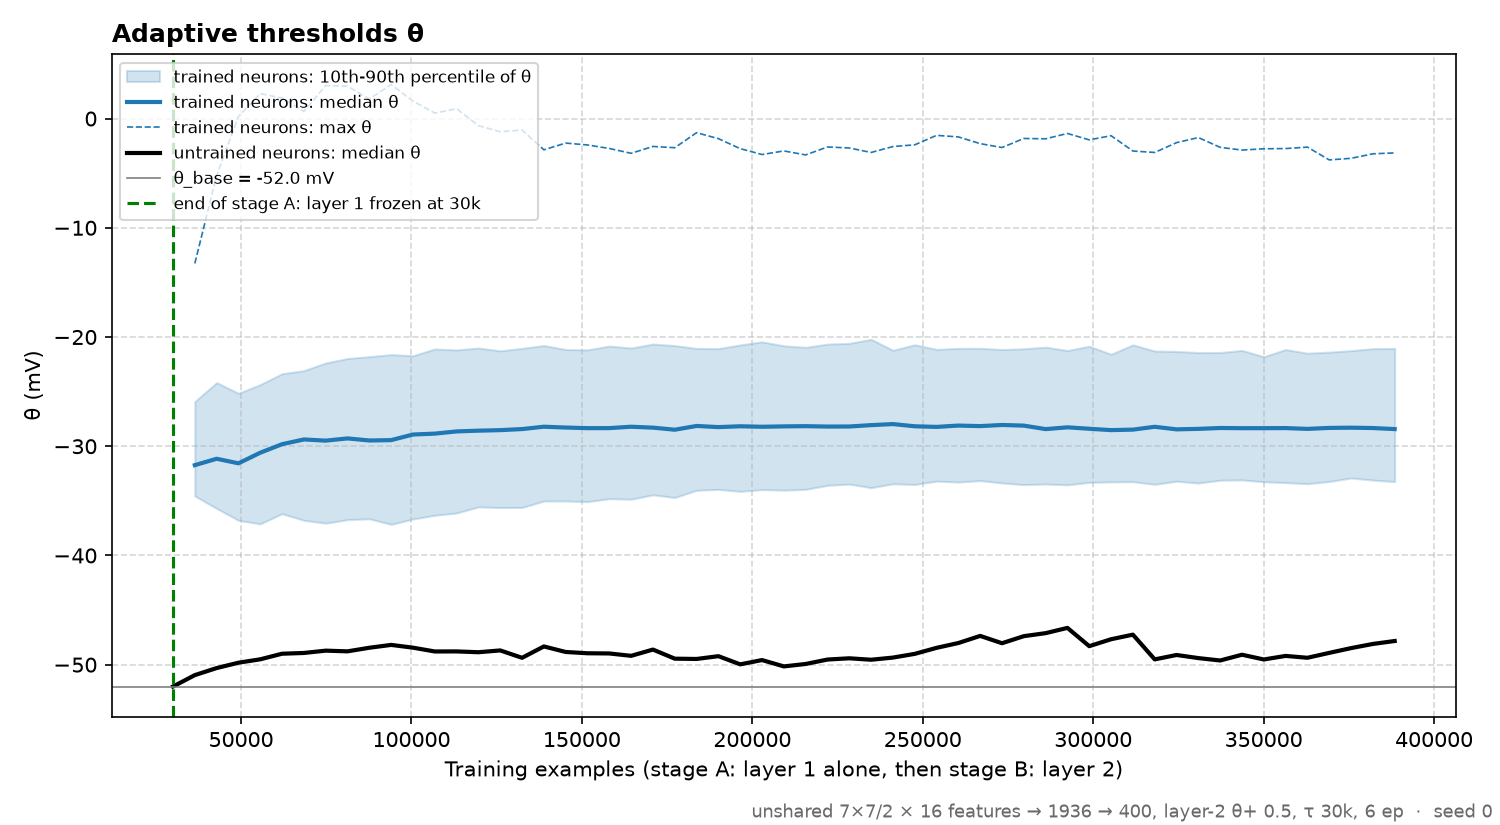 Adaptive thresholds θ
trained neurons: 10th-90th percentile of θ
trained neurons: median θ
trained neurons: max θ
untrained neurons: median θ
θ_base = -52.0 mV
end of stage A: layer 1 frozen at 30k
θ (mV)
0
−10
−20
−30
−40
−50
50000 100000 150000 200000 250000 300000 350000 400000
Training examples (stage A: layer 1 alone, then stage B: layer 2)
unshared 7×7/2 × 16 features → 1936 → 400, layer-2 θ+ 0.5, τ 30k, 6 ep · seed 0